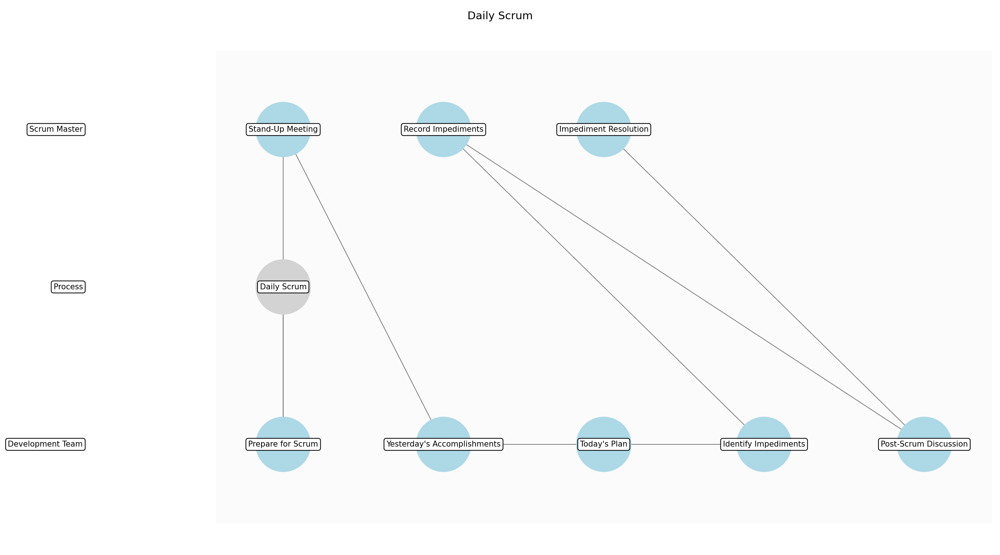 Daily Scrum
Scrum Master
Stand-Up Meeting
Record Impediments
Impediment Resolution
Process
Daily Scrum
Development Team
Prepare for Scrum
Yesterday's Accomplishments
Today's Plan
Identify Impediments
Post-Scrum Discussion